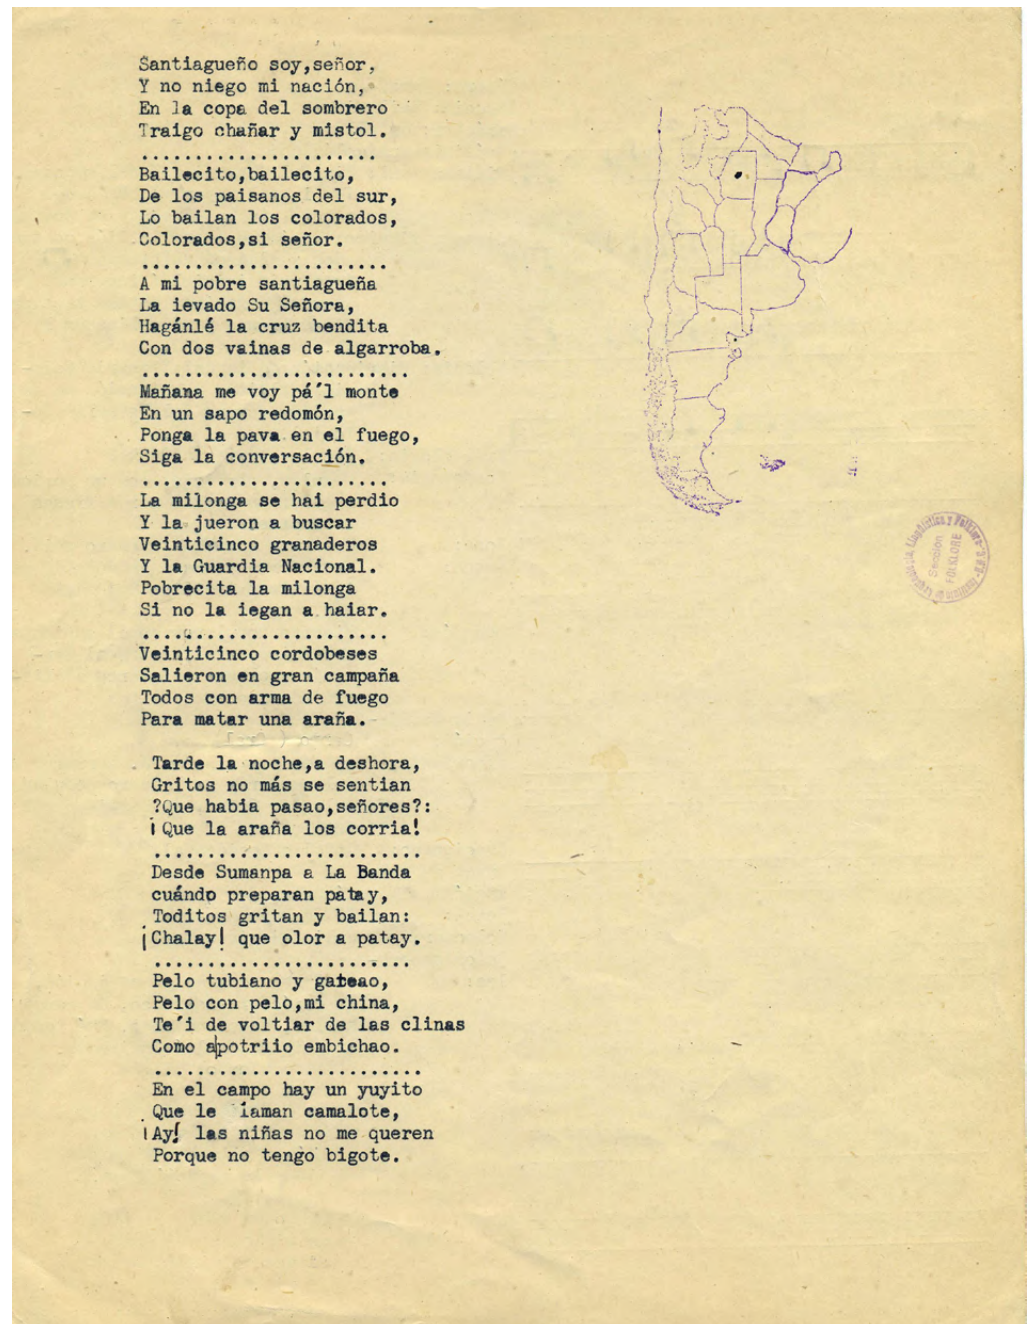 Santiagueño soy,señor,
Y no niego mi nación,
En la copa del sombrero
Traigo chañar y mistol.
......................
Bailecito,bailecito,
De los paisanos del sur,
Lo bailan los colorados,
Colorados,si señor.
.......................
A mi pobre santiagueña
La ievado Su Señora,
Hagánlé la cruz bendita
Con dos vainas de algarroba.
.........................
Mañana me voy pá´l monte
En un sapo redomón,
Ponga la pava en el fuego,
Siga la conversación.
.......................
La milonga se hai perdio
Y la jueron a buscar
Veinticinco granaderos
Y la Guardia Nacional.
Pobrecita la milonga
Si no la iegan a haiar.
.......................
Veinticinco cordobeses
Salieron en gran campaña
Todos con arma de fuego
Para matar una araña.
Tarde la noche,a deshora,
Gritos no más se sentian
?Que habia pasao,señores?:
¡Que la araña los corria!
.........................
Desde Sumanpa a La Banda
cuándo preparan patay,
Toditos gritan y bailan:
¡Chalay! que olor a patay.
........................
Pelo tubiano y gateao,
Pelo con pelo,mi china,
Te´i de voltiar de las clinas
Como apotriio embichao.
.........................
En el campo hay un yuyito
Que le iaman camalote,
¡Ay! las niñas no me queren
Porque no tengo bigote.
Sección
FOLKLORE